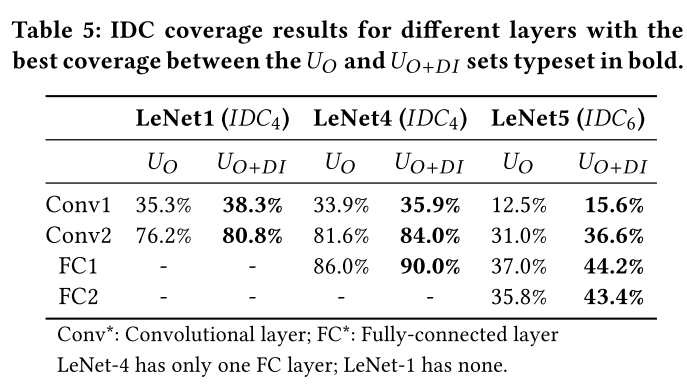 Table 5: IDC coverage results for different layers with the
best coverage between the U_O and U_{O+DI} sets typeset in bold.
LeNet1 (IDC_4) LeNet4 (IDC_4) LeNet5 (IDC_6)
U_O U_{O+DI} U_O U_{O+DI} U_O U_{O+DI}
Conv1 35.3% 38.3% 33.9% 35.9% 12.5% 15.6%
Conv2 76.2% 80.8% 81.6% 84.0% 31.0% 36.6%
FC1 - - 86.0% 90.0% 37.0% 44.2%
FC2 - - - - 35.8% 43.4%
Conv*: Convolutional layer; FC*: Fully-connected layer
LeNet-4 has only one FC layer; LeNet-1 has none.